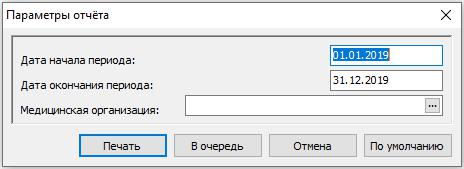 Параметры отчёта
Дата начала периода: 01.01.2019
Дата окончания периода: 31.12.2019
Медицинская организация: ...
Печать В очередь Отмена По умолчанию